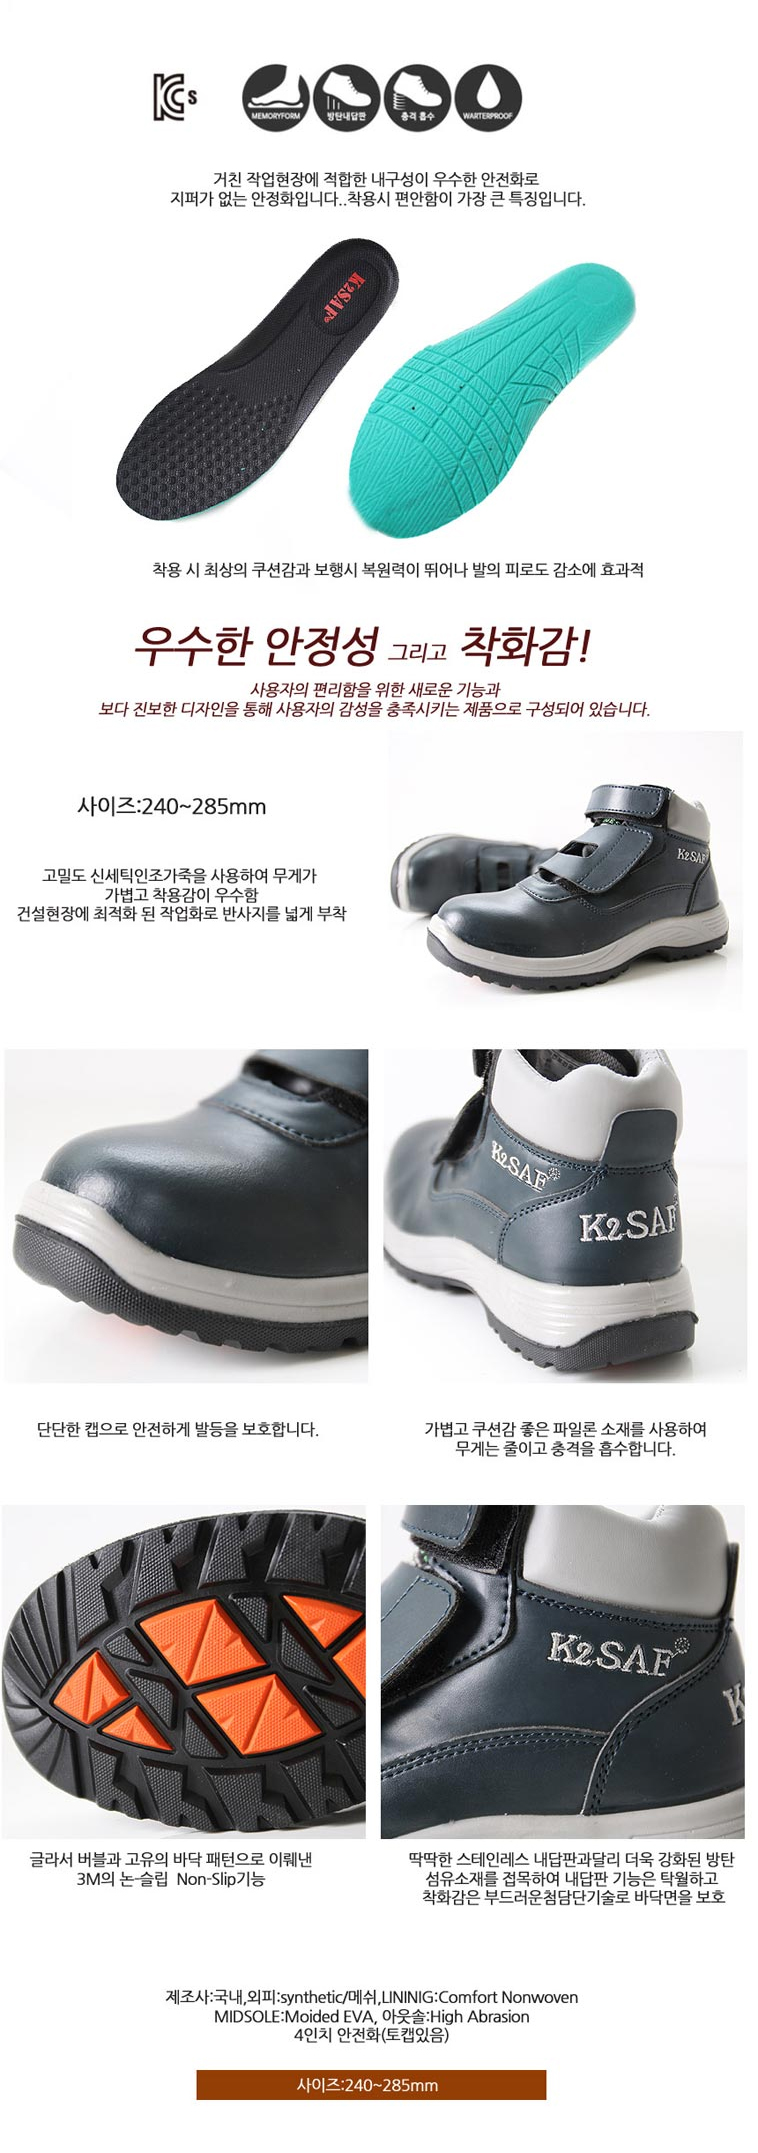 KCs
MEMORYFORM 방탄내답판 충격 흡수 WARTERPROOF
거친 작업현장에 적합한 내구성이 우수한 안전화로
지퍼가 없는 안정화입니다..착용시 편안함이 가장 큰 특징입니다.
K2SAF
착용 시 최상의 쿠션감과 보행시 복원력이 뛰어나 발의 피로도 감소에 효과적
우수한 안정성 그리고 착화감!
사용자의 편리함을 위한 새로운 기능과
보다 진보한 디자인을 통해 사용자의 감성을 충족시키는 제품으로 구성되어 있습니다.
사이즈:240~285mm
고밀도 신세틱인조가죽을 사용하여 무게가
가볍고 착용감이 우수함
건설현장에 최적화 된 작업화로 반사지를 넓게 부착
K2SAF
K2SAF
K2SAF
단단한 캡으로 안전하게 발등을 보호합니다.
가볍고 쿠션감 좋은 파일론 소재를 사용하여
무게는 줄이고 충격을 흡수합니다.
K2SAF
K
글라서 버블과 고유의 바닥 패턴으로 이뤠낸
3M의 논-슬립 Non-Slip기능
딱딱한 스테인레스 내답판과달리 더욱 강화된 방탄
섬유소재를 접목하여 내답판 기능은 탁월하고
착화감은 부드러운첨담단기술로 바닥면을 보호
제조사:국내,외피:synthetic/메쉬,LININIG:Comfort Nonwoven
MIDSOLE:Moided EVA, 아웃솔:High Abrasion
4인치 안전화(토캡있음)
사이즈:240~285mm